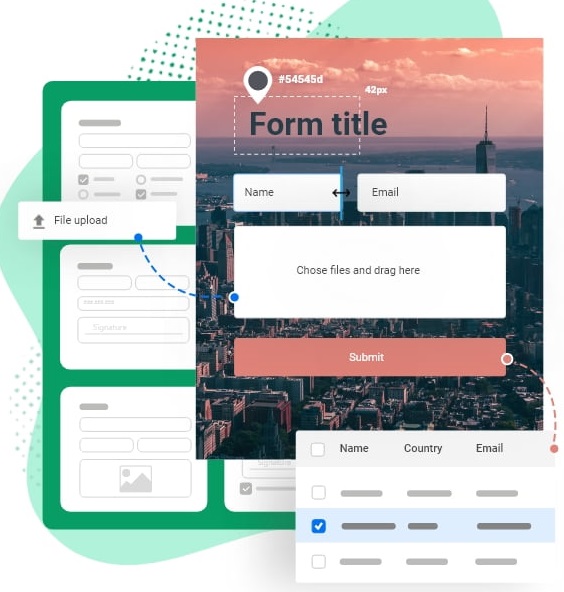 #54545d
42px
Form title
Name
Email
File upload
Chose files and drag here
Signature
Submit
Name Country Email
Signature